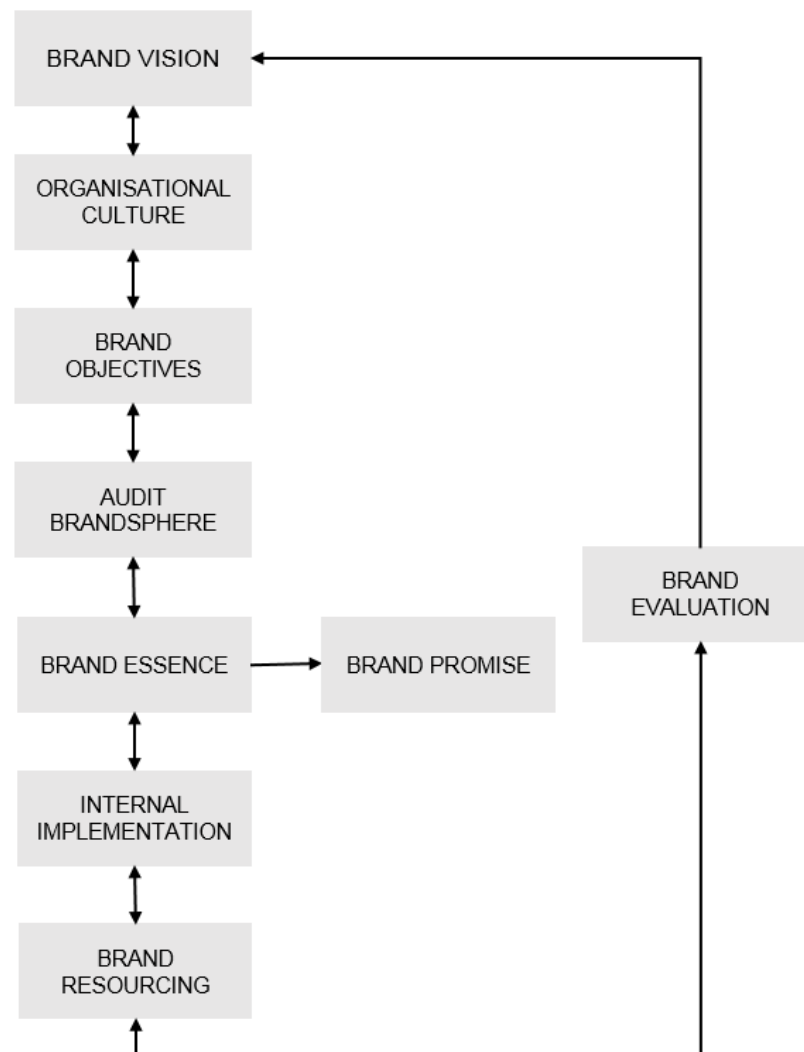 BRAND VISION
ORGANISATIONAL
CULTURE
BRAND
OBJECTIVES
AUDIT
BRANDSPHERE
BRAND
EVALUATION
BRAND ESSENCE
BRAND PROMISE
INTERNAL
IMPLEMENTATION
BRAND
RESOURCING